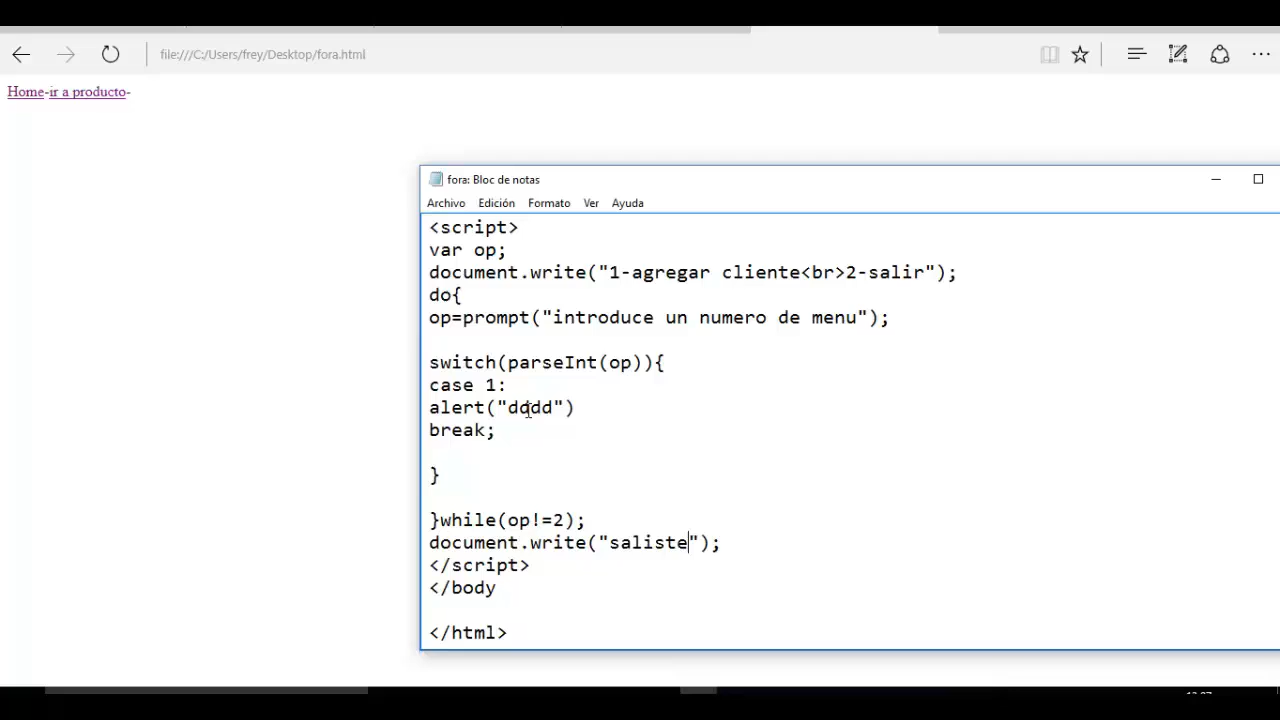 file:///C:/Users/frey/Desktop/fora.html
Home-ir a producto-
fora: Bloc de notas
Archivo Edición Formato Ver Ayuda
<script>
var op;
document.write("1-agregar cliente<br>2-salir");
do{
op=prompt("introduce un numero de menu");
switch(parseInt(op)){
case 1:
alert("dddd")
break;
}
}while(op!=2);
document.write("saliste");
</script>
</body
</html>